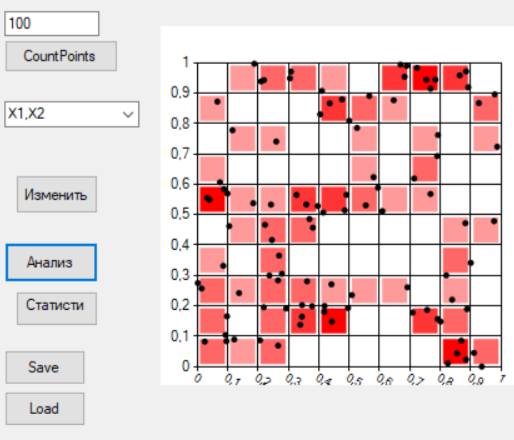 100
CountPoints
X1,X2
Изменить
Анализ
Статисти
Save
Load
1
0,9
0,8
0,7
0,6
0,5
0,4
0,3
0,2
0,1
0
0 0,1 0,2 0,3 0,4 0,5 0,6 0,7 0,8 0,9 1